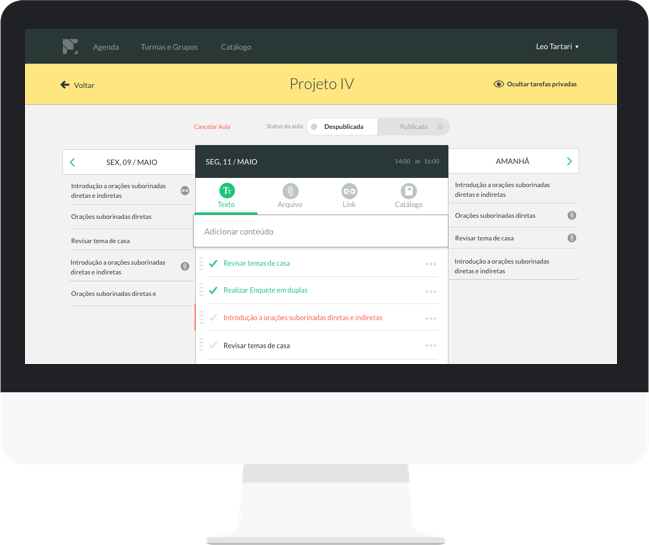 Agenda
Turmas e Grupos
Catálogo
Leo Tartari
Voltar
Projeto IV
Ocultar tarefas privadas
Cancelar Aula
Status da aula:
Despublicada
Publicada
SEX, 09 / MAIO
Introdução a orações suborinadas
diretas e indiretas
Orações suborinadas diretas
Revisar tema de casa
Introdução a orações suborinadas
diretas e indiretas
Orações suborinadas diretas e
SEG, 11 / MAIO
14:00 às 16:00
Tt
Texto
Arquivo
Link
Catálogo
Adicionar conteúdo
Revisar temas de casa
Realizar Enquete em duplas
Introdução a orações suborinadas diretas e indiretas
Revisar temas de casa
AMANHÃ
Introdução a orações suborinadas
diretas e indiretas
Orações suborinadas diretas
Revisar tema de casa
Introdução a orações suborinadas
diretas e indiretas